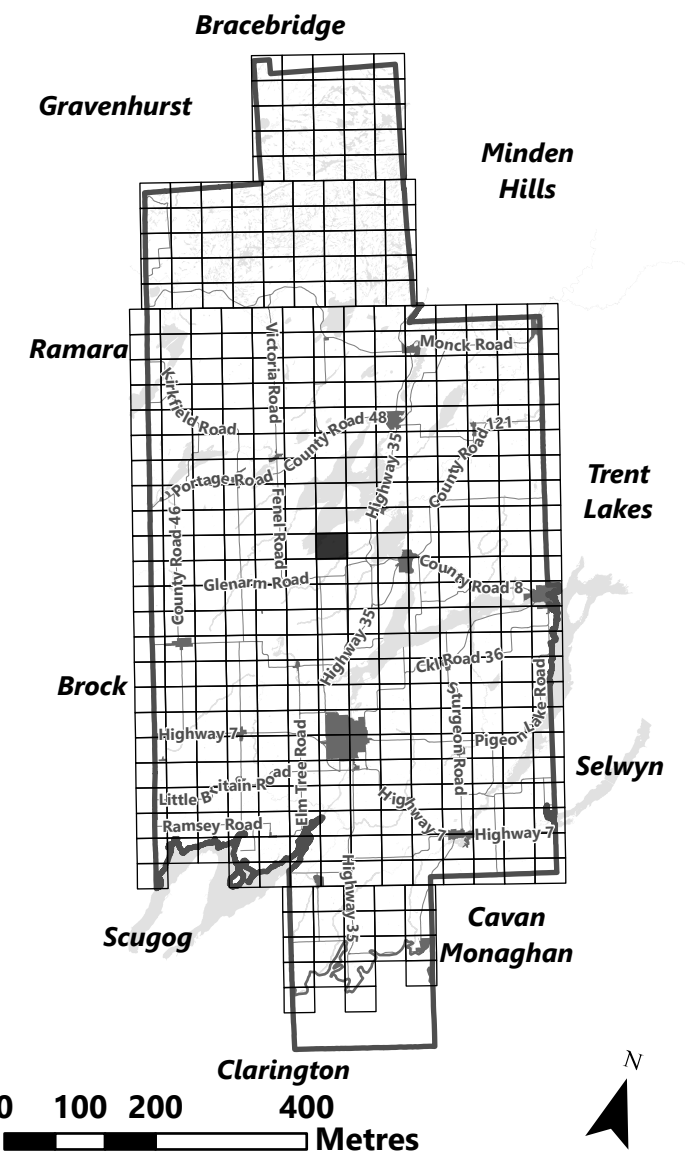 Bracebridge
Gravenhurst
Minden
Hills
Ramara
Monck Road
Victoria Road
Kirkfield Road
County Road 48
County Road 121
Highway 35
Portage Road
Trent
Lakes
Fenel Road
County Road 46
Glenarm Road
County Road 8
Highway 35
Ckl Road 36
Brock
Sturgeon Road
Pigeon Lake Road
Highway 7
Elm Tree Road
Selwyn
Little Britain Road
Highway 7
Ramsey Road
Highway 7
Highway 35
Scugog
Cavan
Monaghan
Clarington
N
0 100 200 400
Metres